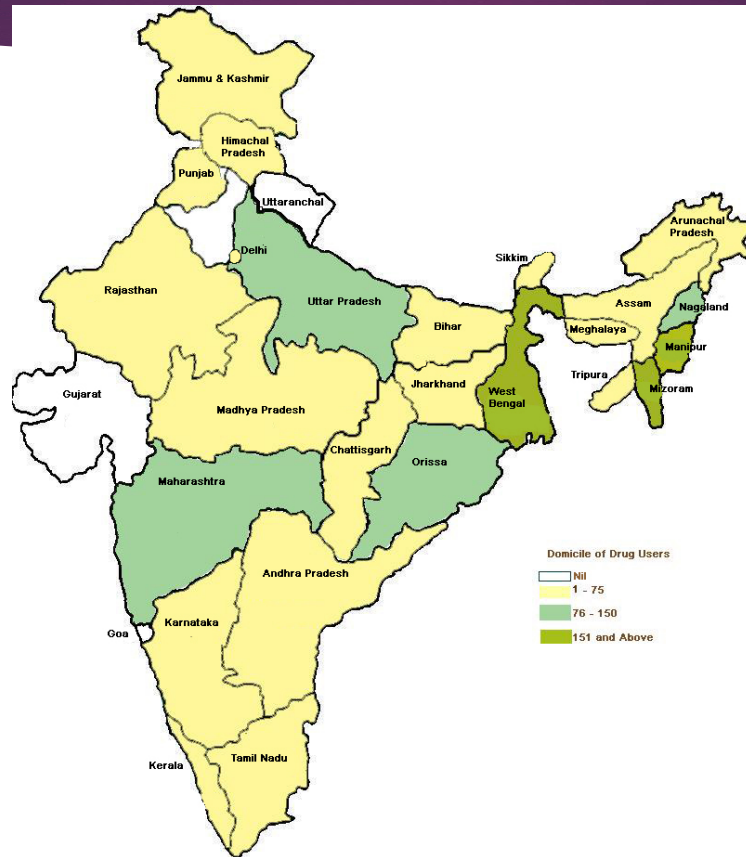 Jammu & Kashmir
Himachal
Pradesh
Punjab
Uttaranchal
Arunachal
Pradesh
Delhi
Sikkim
Rajasthan
Uttar Pradesh
Assam
Nagaland
Bihar
Meghalaya
Manipur
Gujarat
Jharkhand
Tripura
West
Bengal
Mizoram
Madhya Pradesh
Chattisgarh
Orissa
Maharashtra
Domicile of Drug Users
Nil
1 - 75
76 - 150
151 and Above
Andhra Pradesh
Karnataka
Goa
Kerala
Tamil Nadu